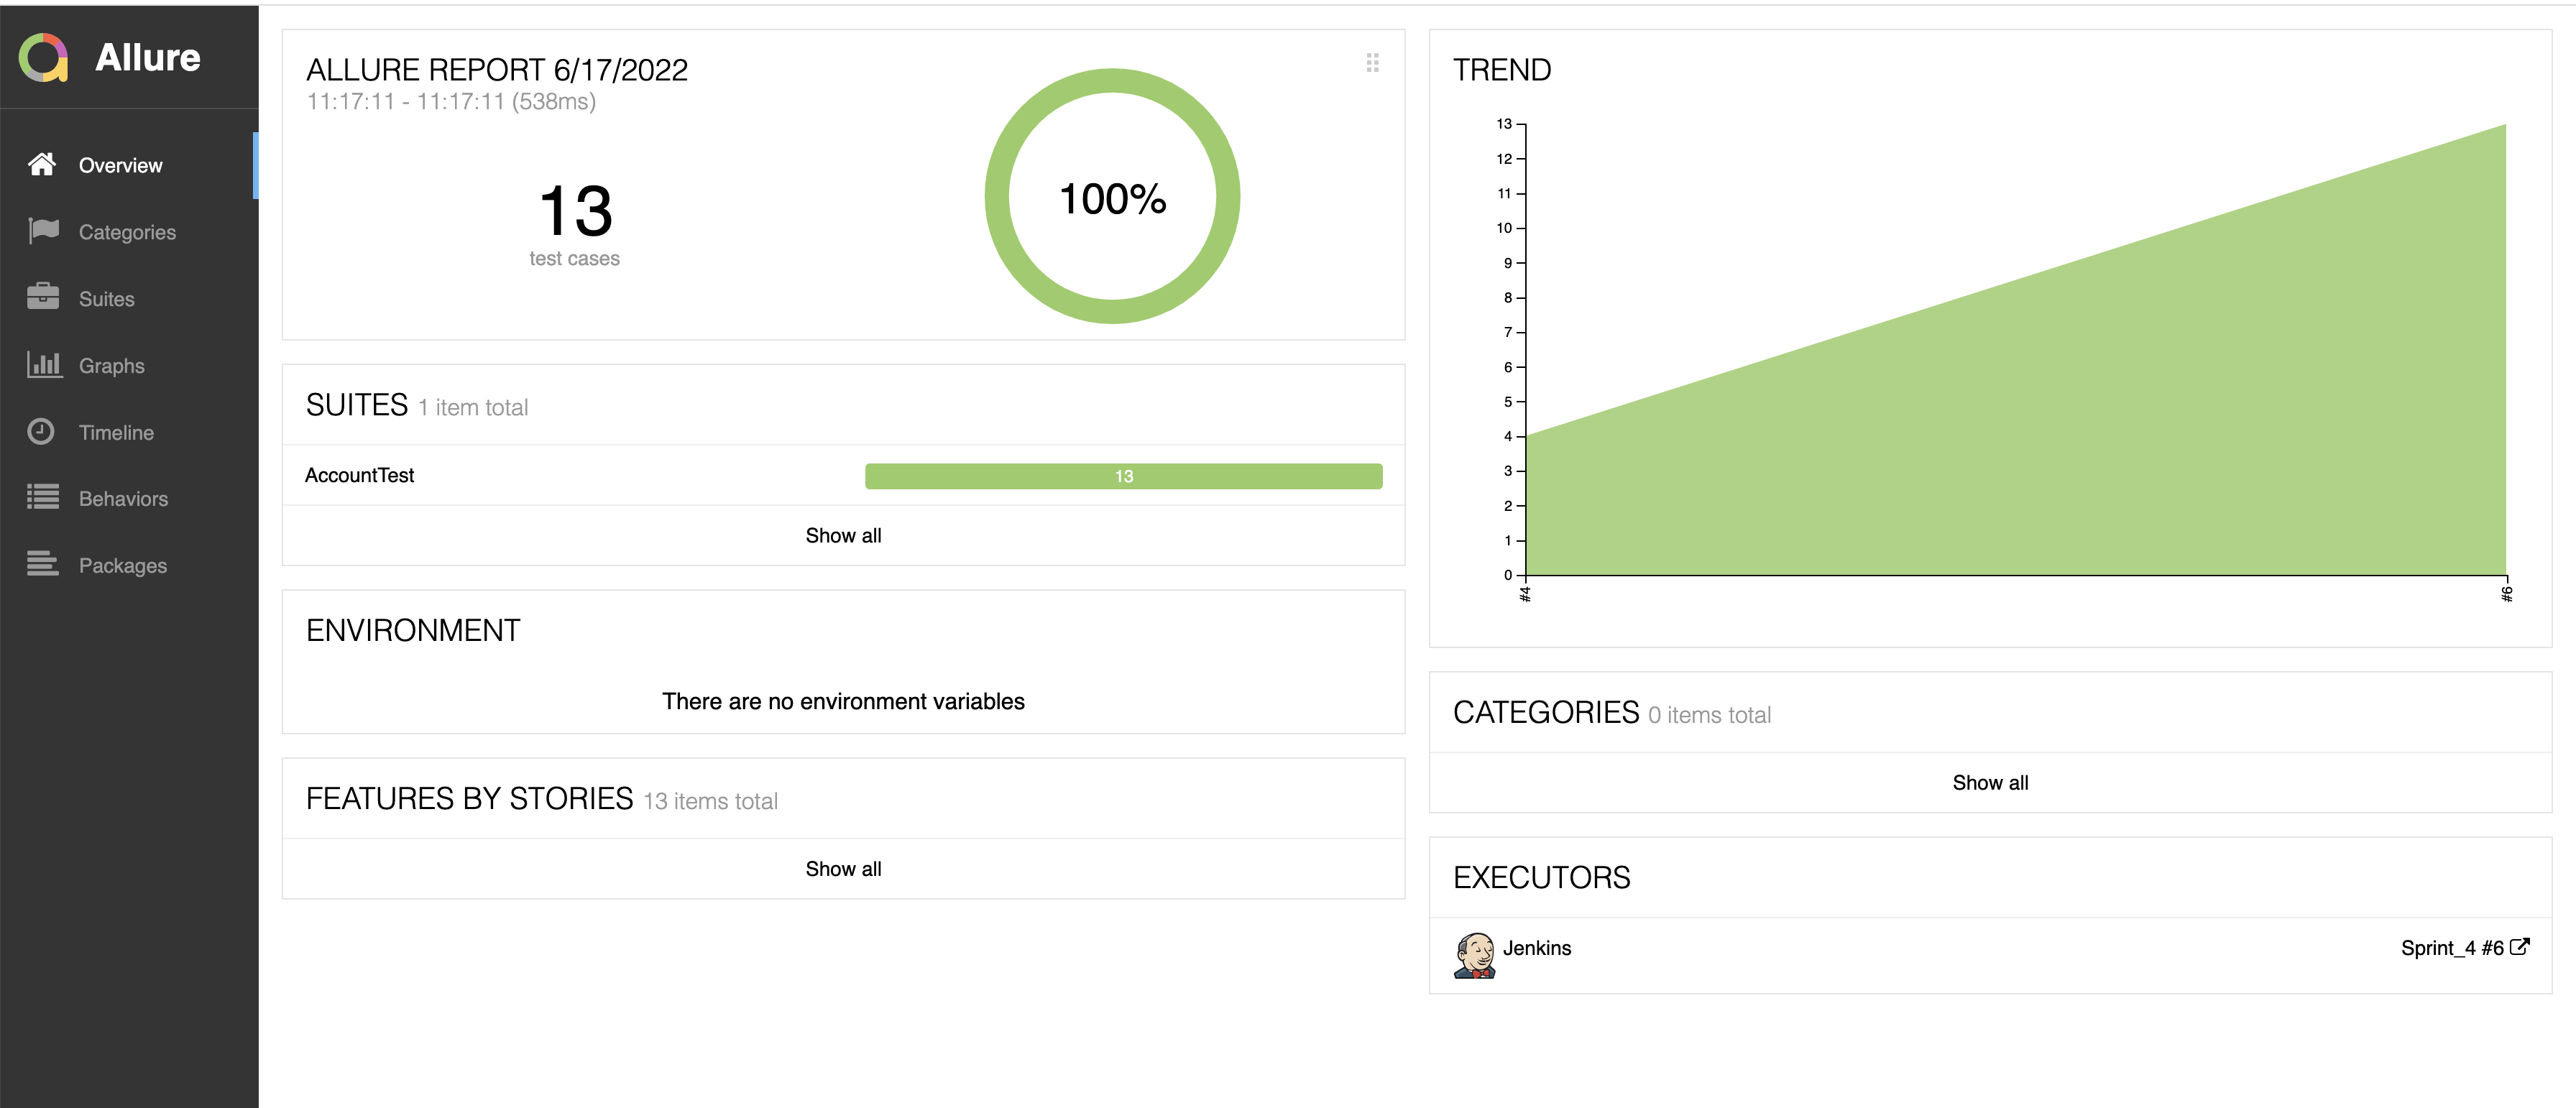 Allure
Overview
Categories
Suites
Graphs
Timeline
Behaviors
Packages
ALLURE REPORT 6/17/2022
11:17:11 - 11:17:11 (538ms)
13
test cases
100%
SUITES 1 item total
AccountTest 13
Show all
ENVIRONMENT
There are no environment variables
FEATURES BY STORIES 13 items total
Show all
TREND
13
12
11
10
9
8
7
6
5
4
3
2
1
0
#4 #6
CATEGORIES 0 items total
Show all
EXECUTORS
Jenkins Sprint_4 #6